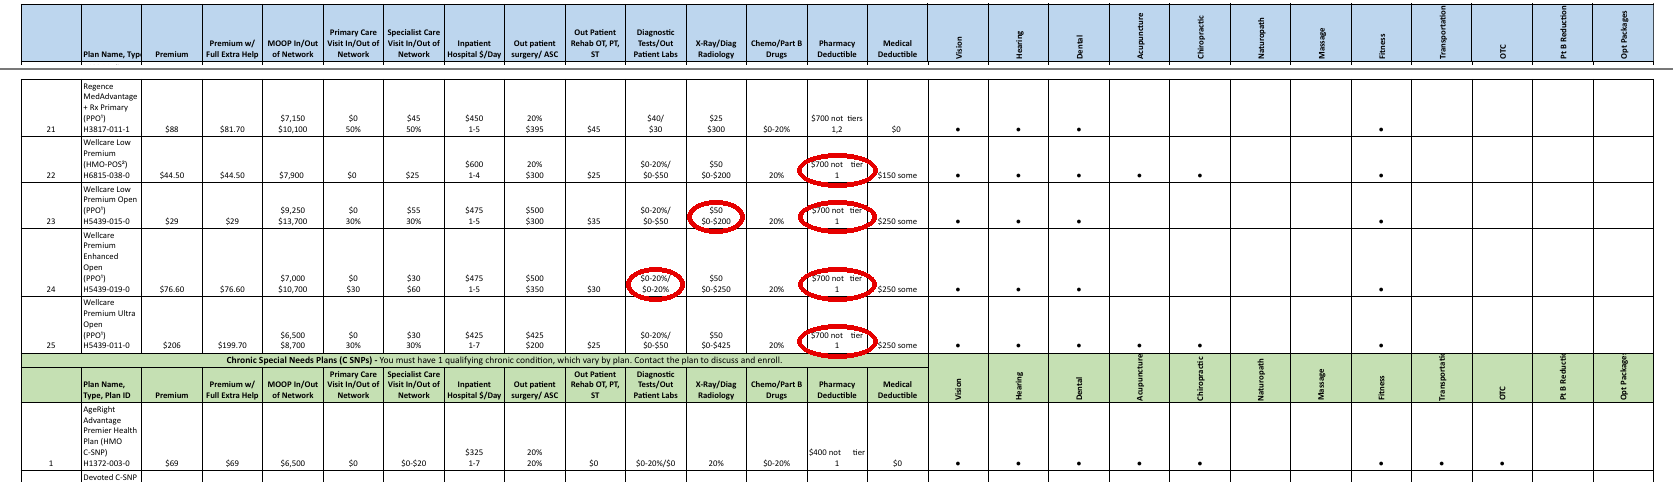 Plan Name, Typ Premium Premium w/ Full Extra Help MOOP In/Out of Network Primary Care Visit In/Out of Network Specialist Care Visit In/Out of Network Inpatient Hospital $/Day Out patient surgery/ ASC Out Patient Rehab OT, PT, ST Diagnostic Tests/Out Patient Labs X-Ray/Diag Radiology Chemo/Part B Drugs Pharmacy Deductible Medical Deductible Vision Hearing Dental Acupuncture Chiropractic Naturopath Massage Fitness Transportation OTC Pt B Reduction Opt Packages
21 Regence MedAdvantage + Rx Primary (PPO¹) H3817-011-1 $88 $81.70 $7,150 $10,100 $0 50% $45 50% $450 1-5 20% $395 $45 $40/ $30 $25 $300 $0-20% $700 not tiers 1,2 $0 • • • •
22 Wellcare Low Premium (HMO-POS²) H6815-038-0 $44.50 $44.50 $7,900 $0 $25 $600 1-4 20% $300 $25 $0-20%/ $0-$50 $50 $0-$200 20% $700 not tier 1 $150 some • • • • • •
23 Wellcare Low Premium Open (PPO¹) H5439-015-0 $29 $29 $9,250 $13,700 $0 30% $55 30% $475 1-5 $500 $300 $35 $0-20%/ $0-$50 $50 $0-$200 20% $700 not tier 1 $250 some • • • •
24 Wellcare Premium Enhanced Open (PPO¹) H5439-019-0 $76.60 $76.60 $7,000 $10,700 $0 $30 $30 $60 $475 1-5 $500 $350 $30 $0-20%/ $0-20% $50 $0-$250 20% $700 not tier 1 $250 some • • • •
25 Wellcare Premium Ultra Open (PPO¹) H5439-011-0 $206 $199.70 $6,500 $8,700 $0 30% $30 30% $425 1-7 $425 $200 $25 $0-20%/ $0-$50 $50 $0-$425 20% $700 not tier 1 $250 some • • • • • •
Chronic Special Needs Plans (C SNPs) - You must have 1 qualifying chronic condition, which vary by plan. Contact the plan to discuss and enroll.
Plan Name, Type, Plan ID Premium Premium w/ Full Extra Help MOOP In/Out of Network Primary Care Visit In/Out of Network Specialist Care Visit In/Out of Network Inpatient Hospital $/Day Out patient surgery/ ASC Out Patient Rehab OT, PT, ST Diagnostic Tests/Out Patient Labs X-Ray/Diag Radiology Chemo/Part B Drugs Pharmacy Deductible Medical Deductible Vision Hearing Dental Acupuncture Chiropractic Naturopath Massage Fitness Transportatio OTC Pt B Reductio Opt Package
1 AgeRight Advantage Premier Health Plan (HMO C-SNP) H1372-003-0 $69 $69 $6,500 $0 $0-$20 $325 1-7 20% 20% $0 $0-20%/$0 20% $0-20% $400 not tier 1 $0 • • • • • • • •
Devoted C-SNP